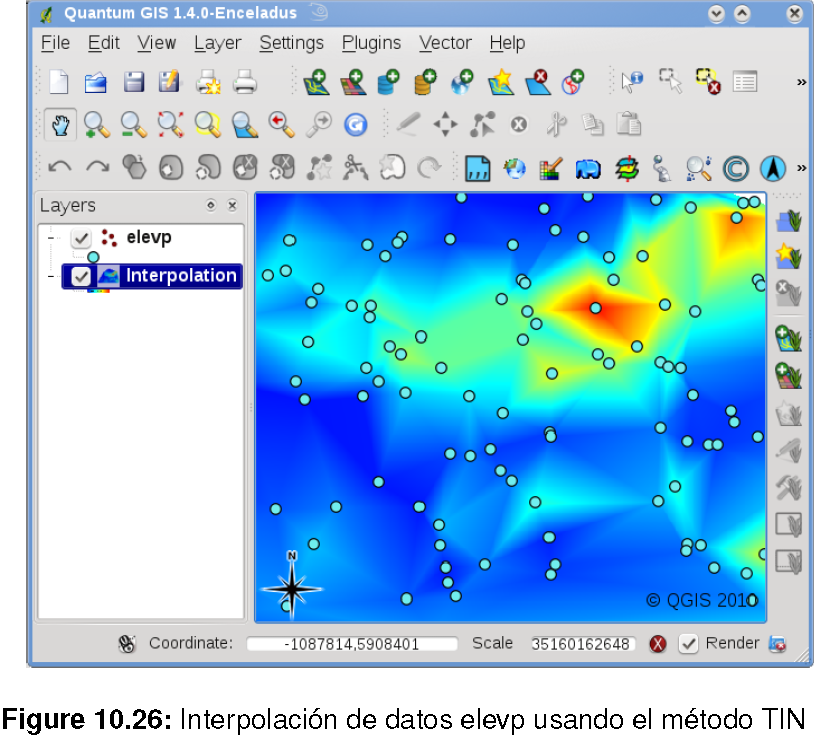 Quantum GIS 1.4.0-Enceladus
File Edit View Layer Settings Plugins Vector Help
»
»
Layers
elevp
Interpolation
N
© QGIS 2010
Coordinate: -1087814,5908401 Scale 35160162648 Render
Figure 10.26: Interpolación de datos elevp usando el método TIN